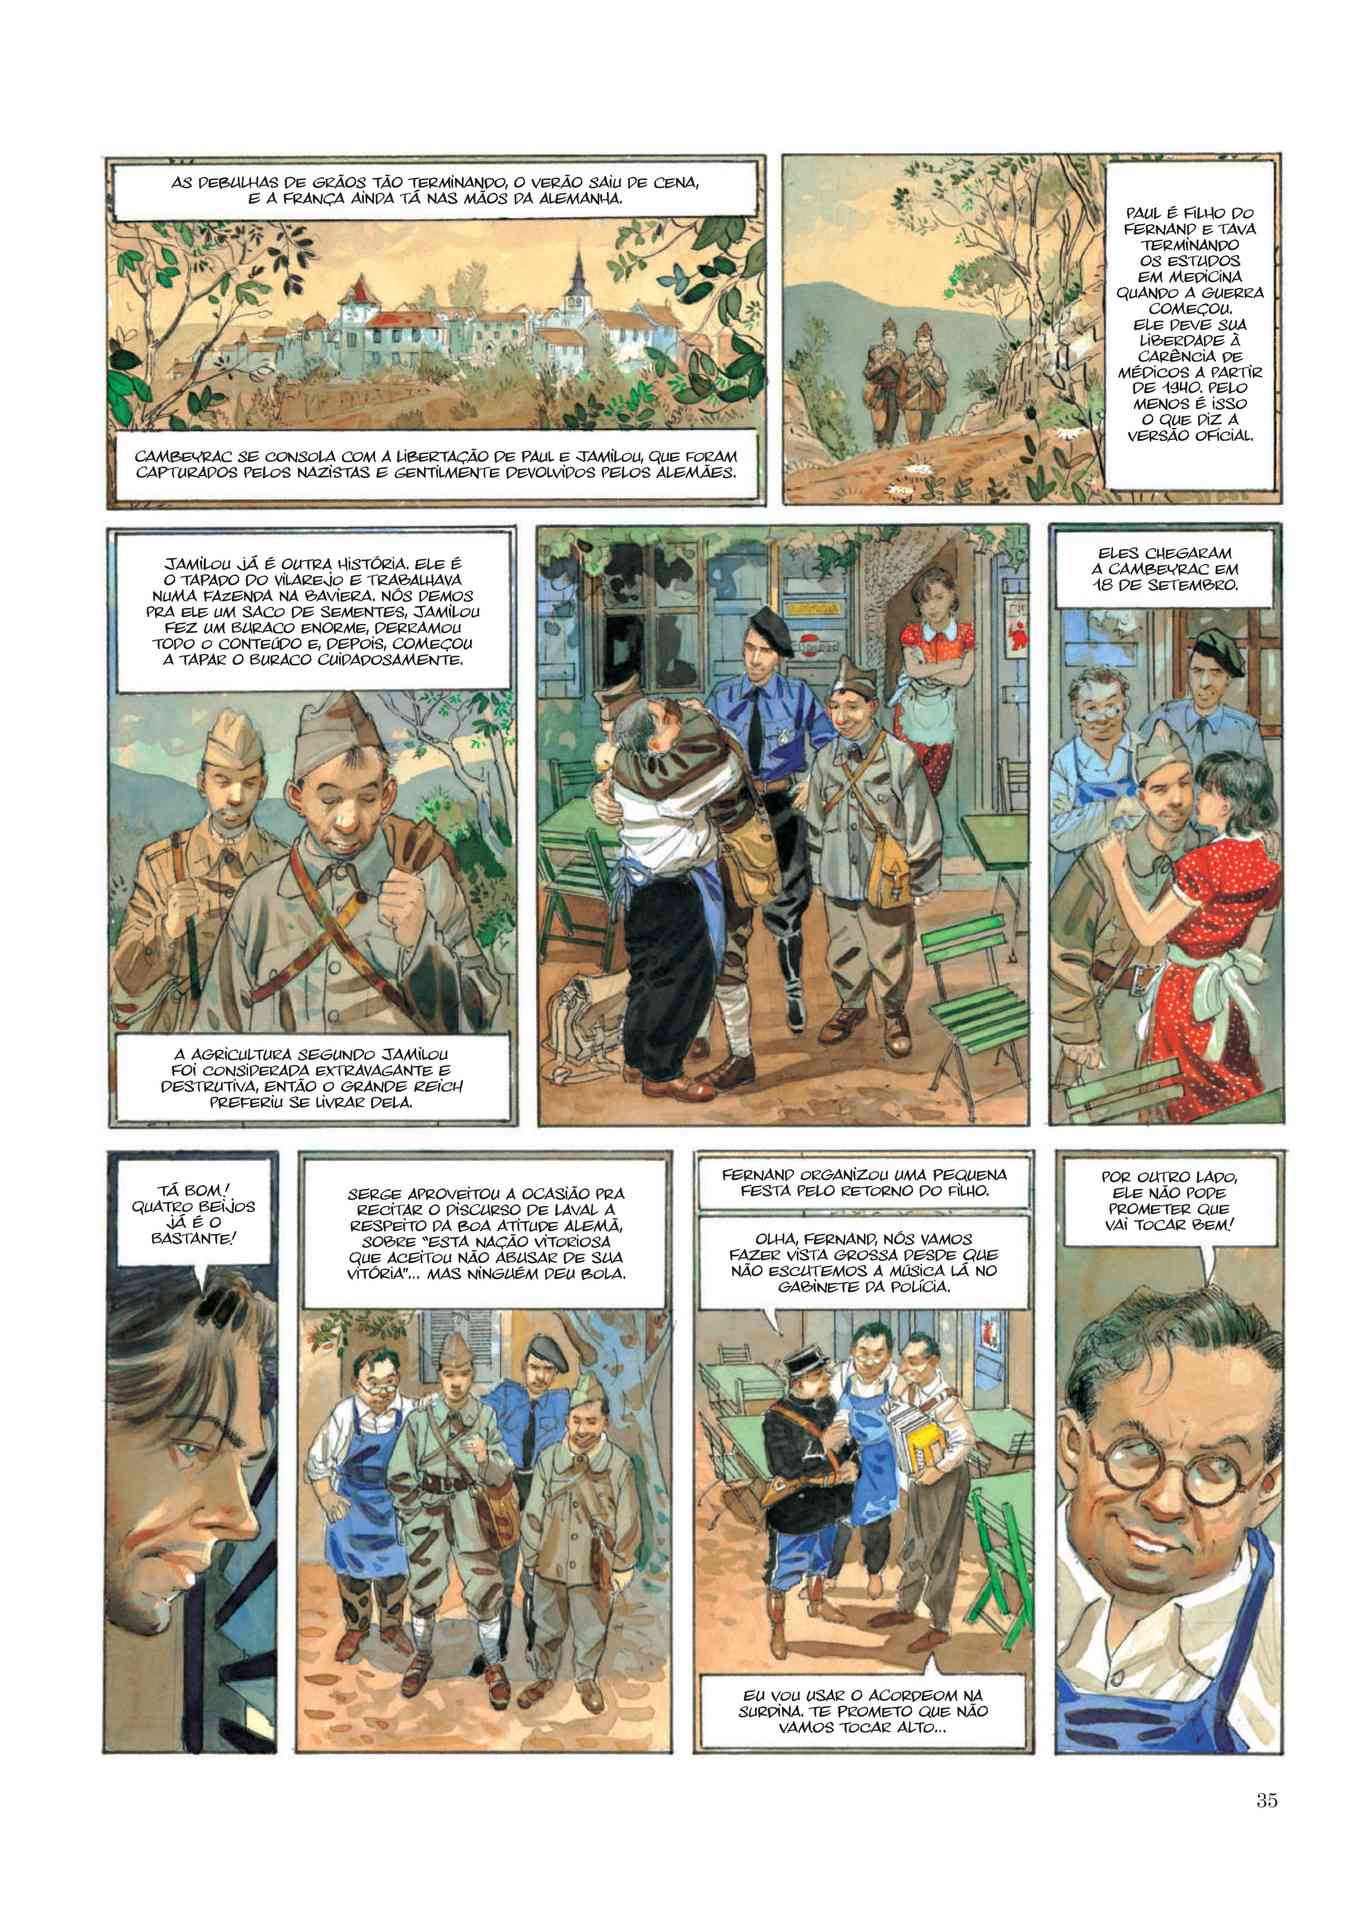 AS DEBULHAS DE GRÃOS TÃO TERMINANDO, O VERÃO SAIU DE CENA,
E A FRANÇA AINDA TÁ NAS MÃOS DA ALEMANHA.
CAMBEYRAC SE CONSOLA COM A LIBERTAÇÃO DE PAUL E JAMILOU, QUE FORAM
CAPTURADOS PELOS NAZISTAS E GENTILMENTE DEVOLVIDOS PELOS ALEMÃES.
PAUL É FILHO DO
FERNAND E TAVA
TERMINANDO
OS ESTUDOS
EM MEDICINA
QUANDO A GUERRA
COMEÇOU.
ELE DEVE SUA
LIBERDADE À
CARÊNCIA DE
MÉDICOS A PARTIR
DE 1940. PELO
MENOS É ISSO
O QUE DIZ A
VERSÃO OFICIAL.
JAMILOU JÁ É OUTRA HISTÓRIA. ELE É
O TAPADO DO VILAREJO E TRABALHAVA
NUMA FAZENDA NA BAVIERA. NÓS DEMOS
PRA ELE UM SACO DE SEMENTES, JAMILOU
FEZ UM BURACO ENORME, DERRAMOU
TODO O CONTEÚDO E, DEPOIS, COMEÇOU
A TAPAR O BURACO CUIDADOSAMENTE.
A AGRICULTURA SEGUNDO JAMILOU
FOI CONSIDERADA EXTRAVAGANTE E
DESTRUTIVA, ENTÃO O GRANDE REICH
PREFERIU SE LIVRAR DELA.
ELES CHEGARAM
A CAMBEYRAC EM
18 DE SETEMBRO.
TÁ BOM!
QUATRO BEIJOS
JÁ É O
BASTANTE!
SERGE APROVEITOU A OCASIÃO PRA
RECITAR O DISCURSO DE LAVAL A
RESPEITO DA BOA ATITUDE ALEMÃ,
SOBRE "ESTA NAÇÃO VITORIOSA
QUE ACEITOU NÃO ABUSAR DE SUA
VITÓRIA"... MAS NINGUÉM DEU BOLA.
FERNAND ORGANIZOU UMA PEQUENA
FESTA PELO RETORNO DO FILHO.
OLHA, FERNAND, NÓS VAMOS
FAZER VISTA GROSSA DESDE QUE
NÃO ESCUTEMOS A MÚSICA LÁ NO
GABINETE DA POLÍCIA.
EU VOU USAR O ACORDEOM NA
SURDINA. TE PROMETO QUE NÃO
VAMOS TOCAR ALTO...
POR OUTRO LADO,
ELE NÃO PODE
PROMETER QUE
VAI TOCAR BEM!
35